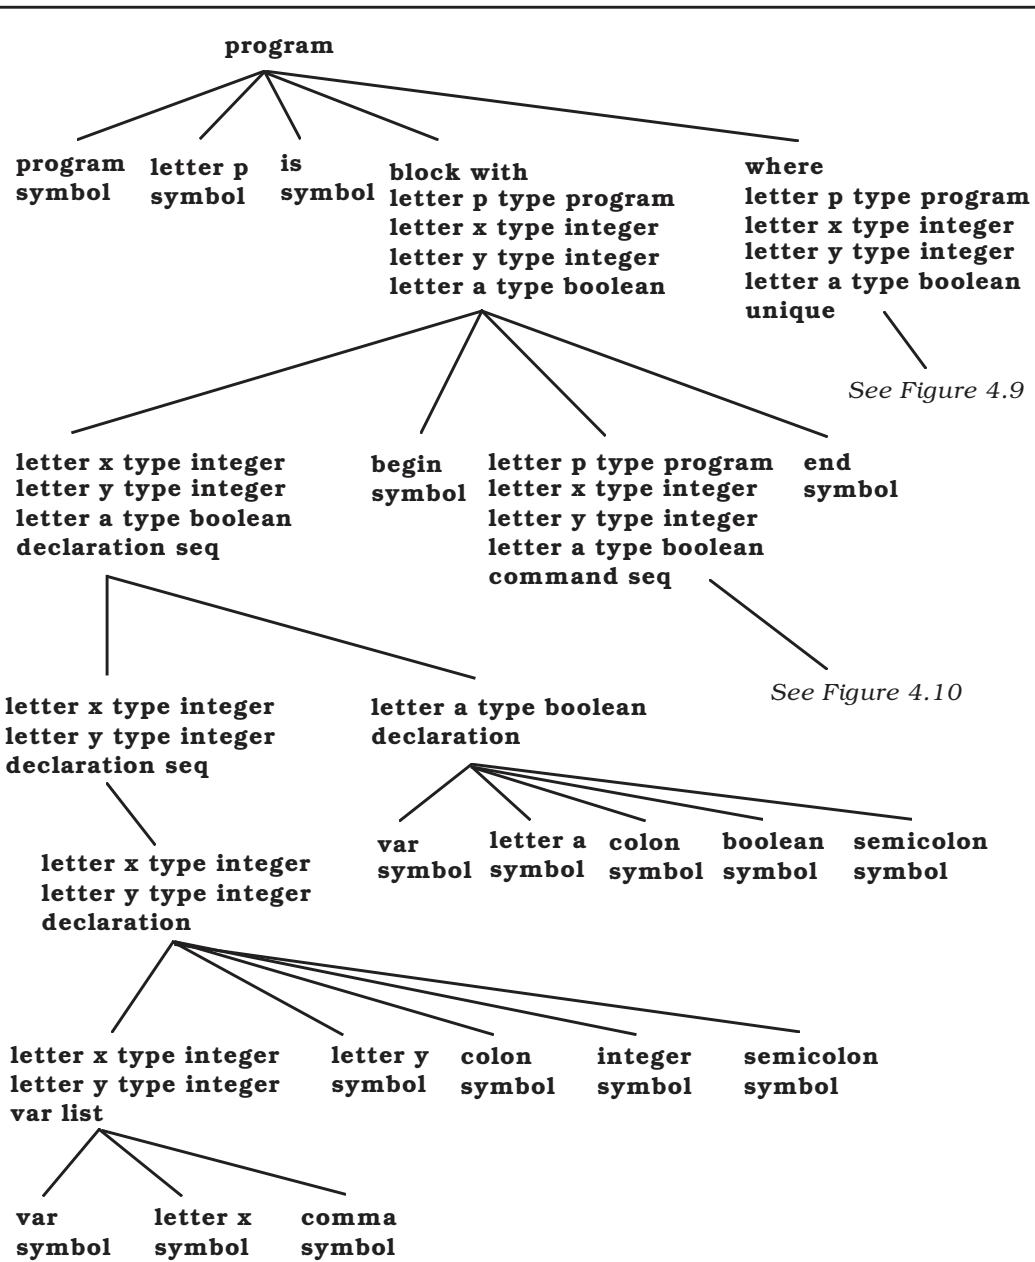 program
program
symbol
letter p
symbol
is
symbol
block with
letter p type program
letter x type integer
letter y type integer
letter a type boolean
where
letter p type program
letter x type integer
letter y type integer
letter a type boolean
unique
See Figure 4.9
letter x type integer
letter y type integer
letter a type boolean
declaration seq
begin
symbol
letter p type program
letter x type integer
letter y type integer
letter a type boolean
command seq
end
symbol
See Figure 4.10
letter x type integer
letter y type integer
declaration seq
letter a type boolean
declaration
var
symbol
letter a
symbol
colon
symbol
boolean
symbol
semicolon
symbol
letter x type integer
letter y type integer
declaration
letter x type integer
letter y type integer
var list
letter y
symbol
colon
symbol
integer
symbol
semicolon
symbol
var
symbol
letter x
symbol
comma
symbol